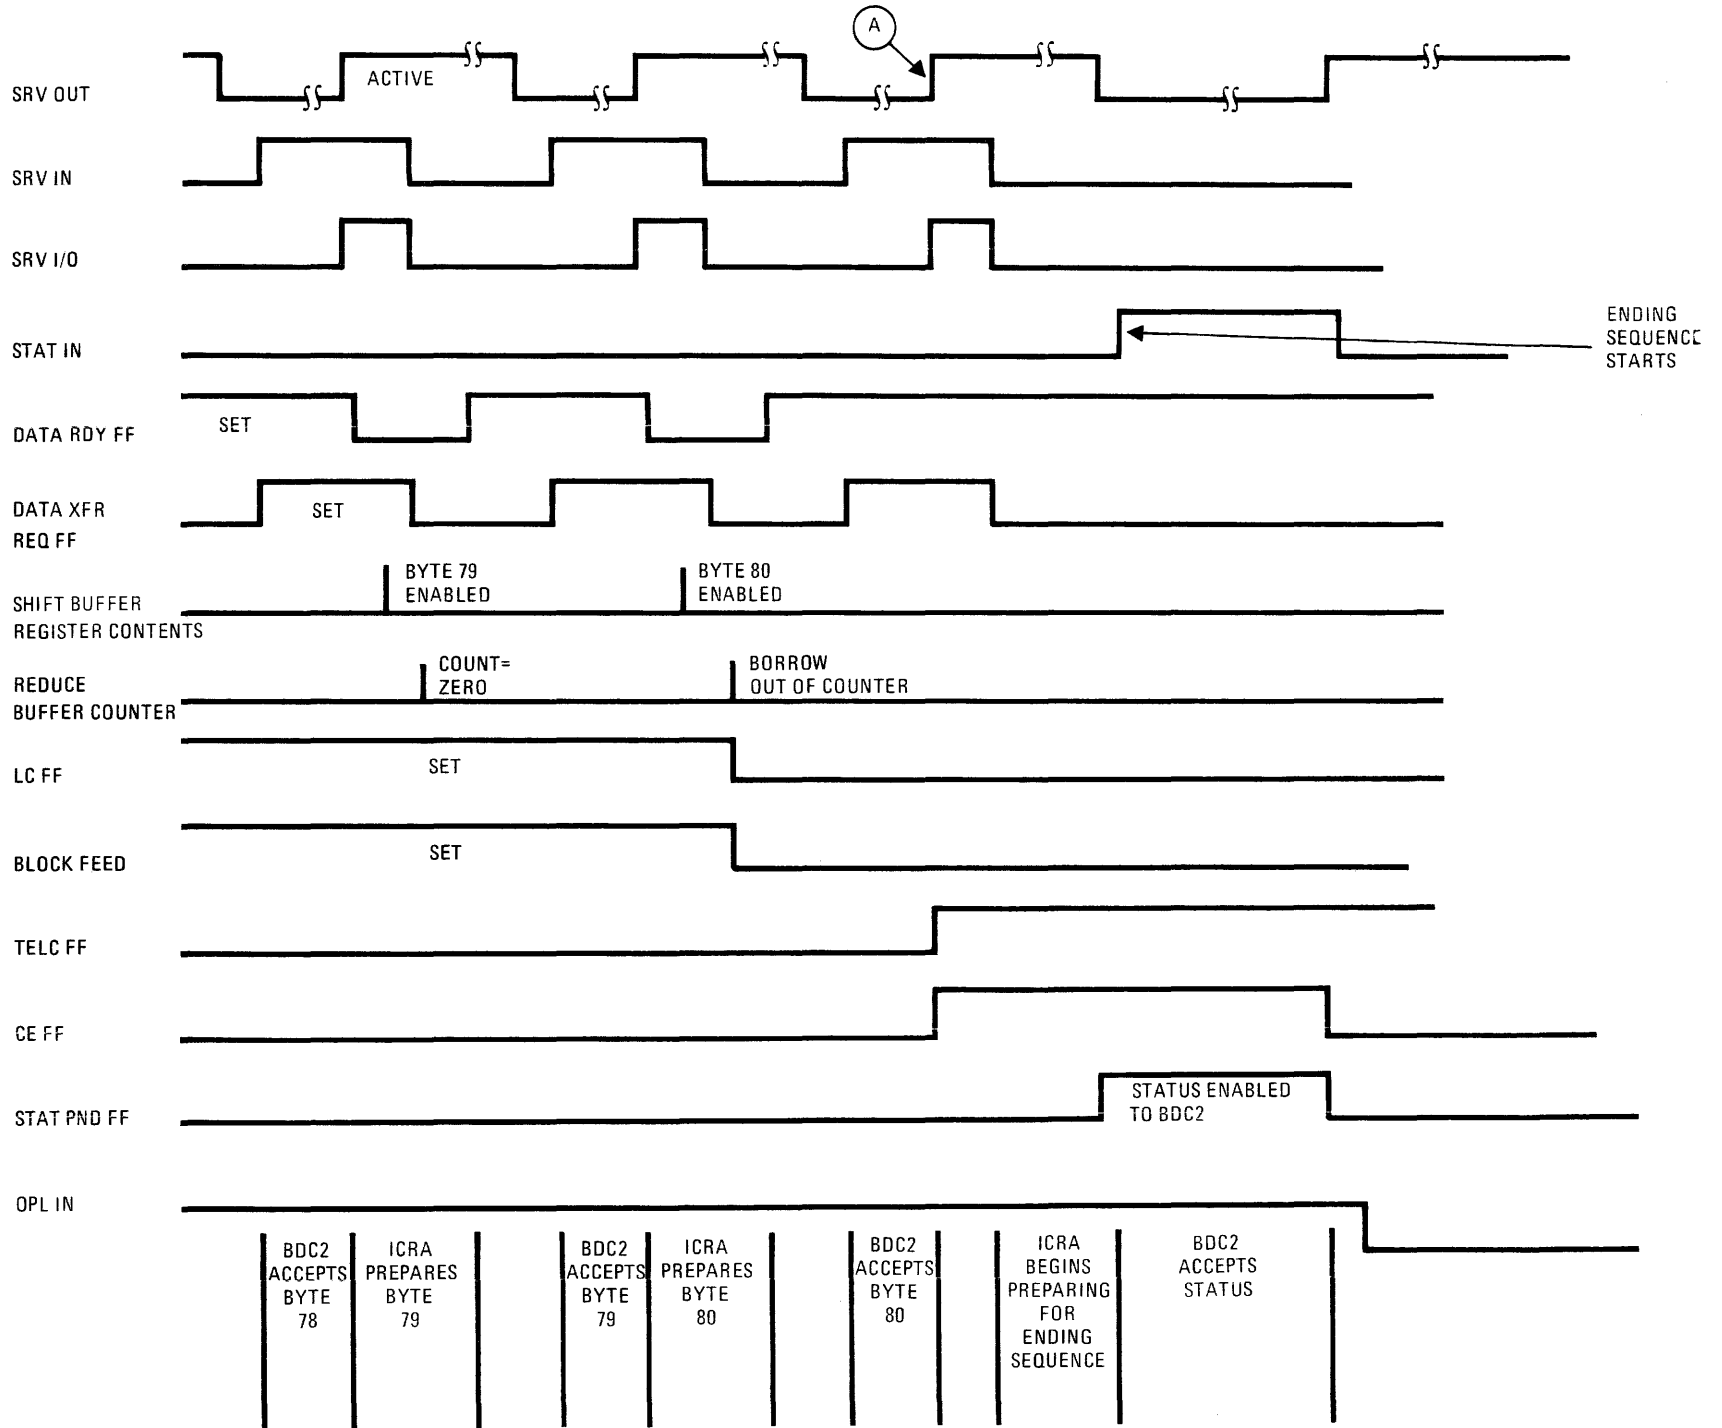 A
SRV OUT
ACTIVE
SRV IN
SRV I/O
STAT IN
ENDING
SEQUENCE
STARTS
DATA RDY FF
SET
DATA XFR
REQ FF
SET
SHIFT BUFFER
REGISTER CONTENTS
BYTE 79
ENABLED
BYTE 80
ENABLED
REDUCE
BUFFER COUNTER
COUNT=
ZERO
BORROW
OUT OF COUNTER
LC FF
SET
BLOCK FEED
SET
TELC FF
CE FF
STAT PND FF
STATUS ENABLED
TO BDC2
OPL IN
BDC2
ACCEPTS
BYTE
78
ICRA
PREPARES
BYTE
79
BDC2
ACCEPTS
BYTE
79
ICRA
PREPARES
BYTE
80
BDC2
ACCEPTS
BYTE
80
ICRA
BEGINS
PREPARING
FOR
ENDING
SEQUENCE
BDC2
ACCEPTS
STATUS